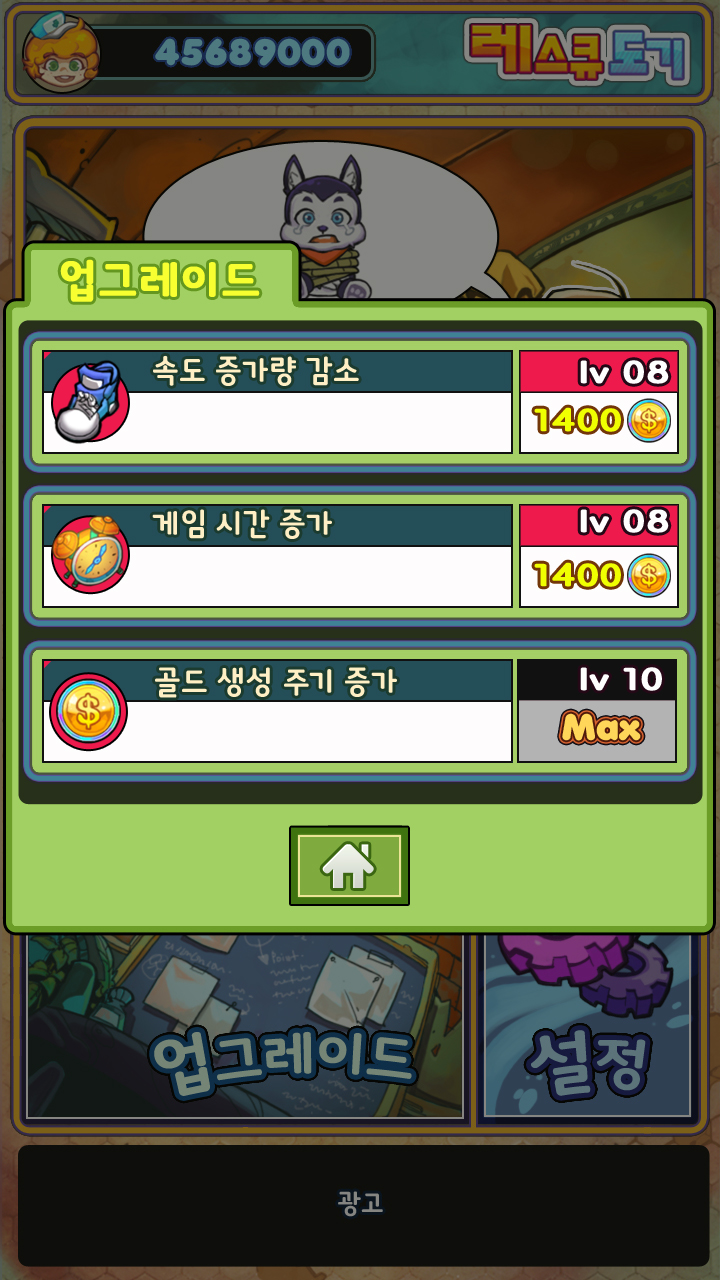 45689000
레스큐 도기
업그레이드
속도 증가량 감소
lv 08
1400
게임 시간 증가
lv 08
1400
골드 생성 주기 증가
lv 10
Max
Point
업그레이드
설정
광고